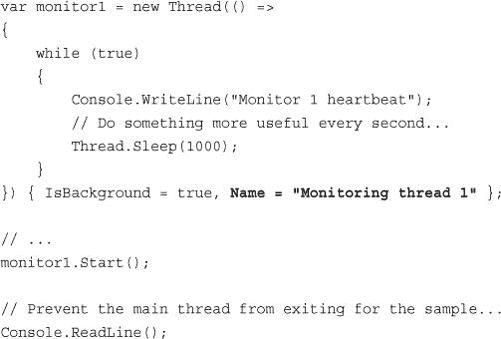 var monitor1 = new Thread(() =>
{
    while (true)
    {
        Console.WriteLine("Monitor 1 heartbeat");
        // Do something more useful every second...
        Thread.Sleep(1000);
    }
}) { IsBackground = true, Name = "Monitoring thread 1" };

// ...
monitor1.Start();

// Prevent the main thread from exiting for the sample...
Console.ReadLine();